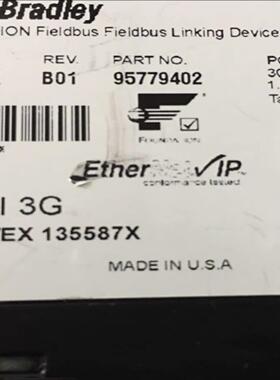 Bradley
ION Fieldbus Fieldbus Linking Device
REV. PART NO.
B01 95779402
FOUNDATION
EtherNet/IP
conformance tested
I 3G
EX 135587X
MADE IN U.S.A